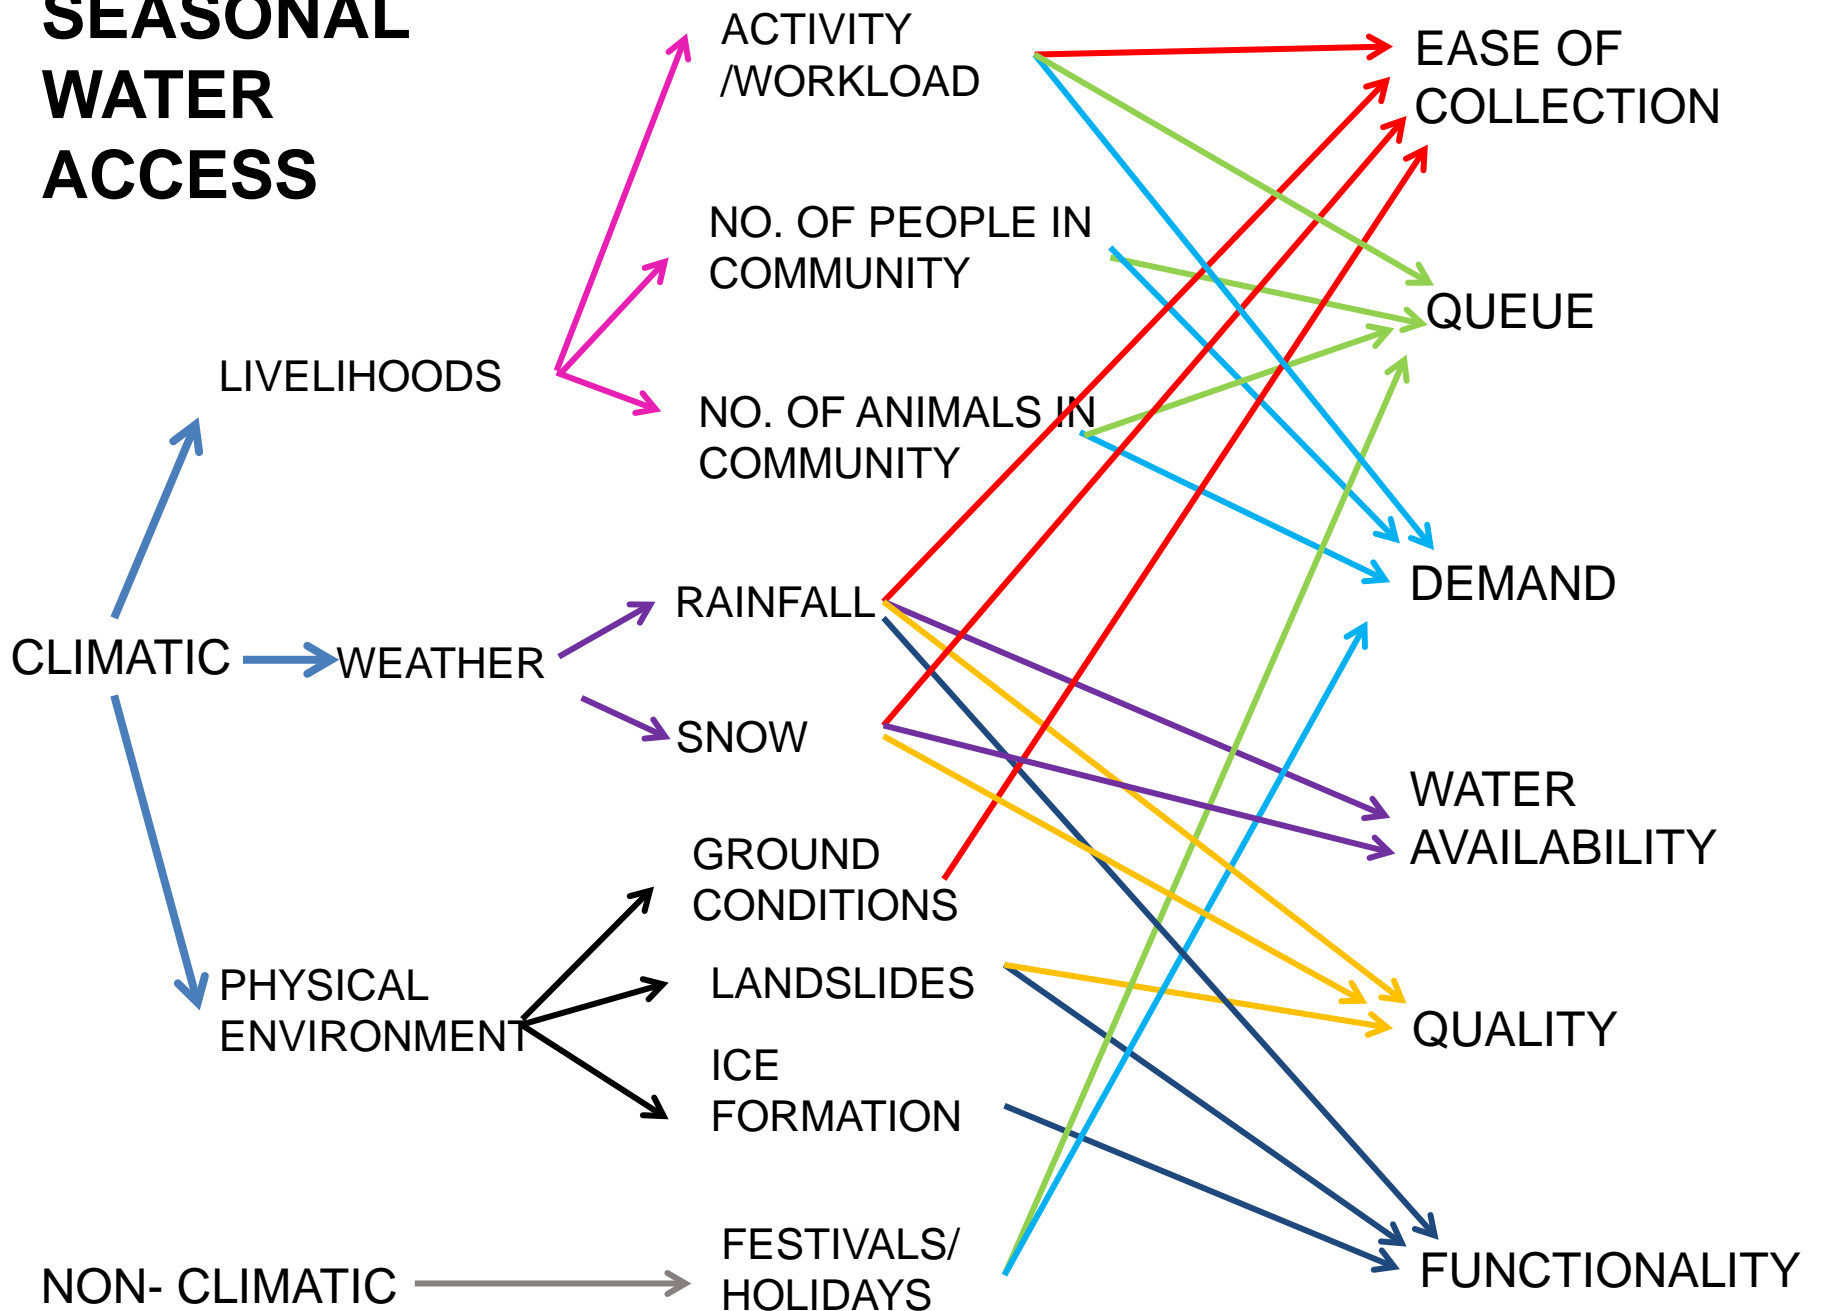 SEASONAL
WATER
ACCESS
ACTIVITY
/WORKLOAD
EASE OF
COLLECTION
NO. OF PEOPLE IN
COMMUNITY
QUEUE
LIVELIHOODS
NO. OF ANIMALS IN
COMMUNITY
DEMAND
RAINFALL
CLIMATIC
WEATHER
SNOW
WATER
AVAILABILITY
GROUND
CONDITIONS
PHYSICAL
ENVIRONMENT
LANDSLIDES
QUALITY
ICE
FORMATION
FESTIVALS/
HOLIDAYS
FUNCTIONALITY
NON- CLIMATIC